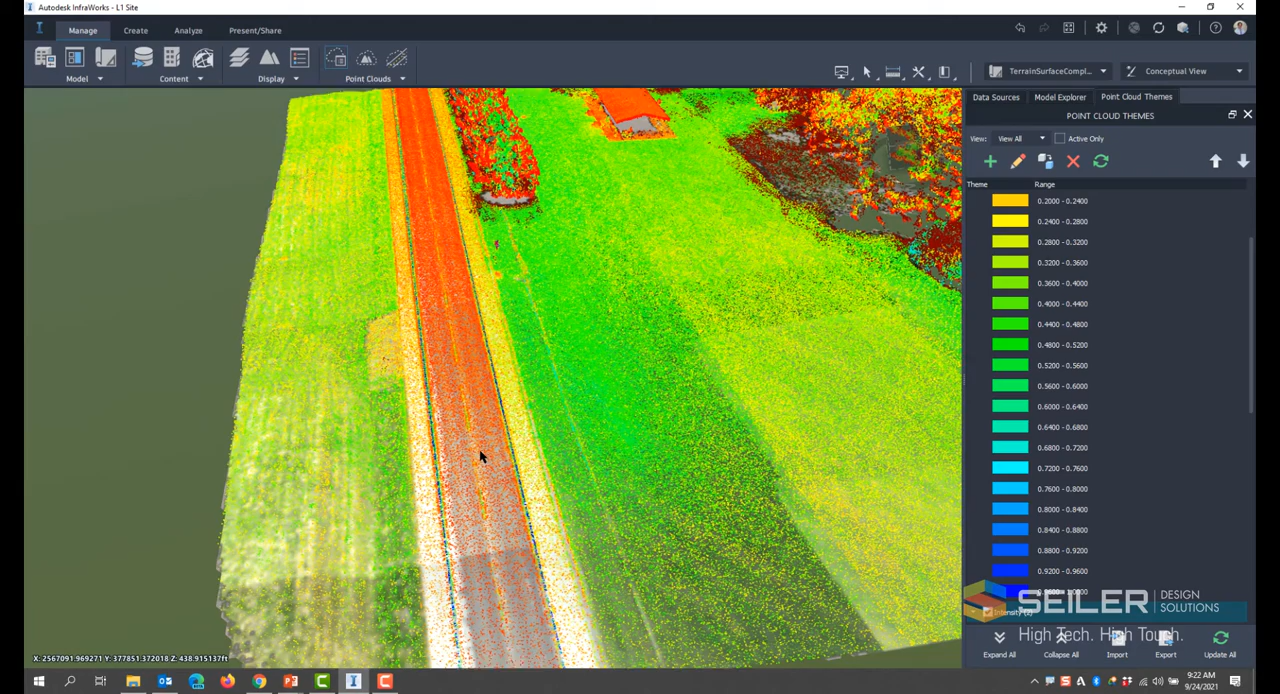 Autodesk InfraWorks - L1 Site
Manage
Create
Analyze
Present/Share
Model
Content
Display
Point Clouds
TerrainSurfaceCompl...
Conceptual View
Data Sources
Model Explorer
Point Cloud Themes
POINT CLOUD THEMES
View:
View All
Active Only
Theme
Range
0.2000 - 0.2400
0.2400 - 0.2800
0.2800 - 0.3200
0.3200 - 0.3600
0.3600 - 0.4000
0.4000 - 0.4400
0.4400 - 0.4800
0.4800 - 0.5200
0.5200 - 0.5600
0.5600 - 0.6000
0.6000 - 0.6400
0.6400 - 0.6800
0.6800 - 0.7200
0.7200 - 0.7600
0.7600 - 0.8000
0.8000 - 0.8400
0.8400 - 0.8800
0.8800 - 0.9200
0.9200 - 0.9600
SEILER
DESIGN
SOLUTIONS
Intensity (2)
High Tech. High Touch.
Expand All
Collapse All
Import
Export
Update All
X: 2567091.969271 Y: 377851.372018 Z: 438.915137ft
9:22 AM
9/24/2021